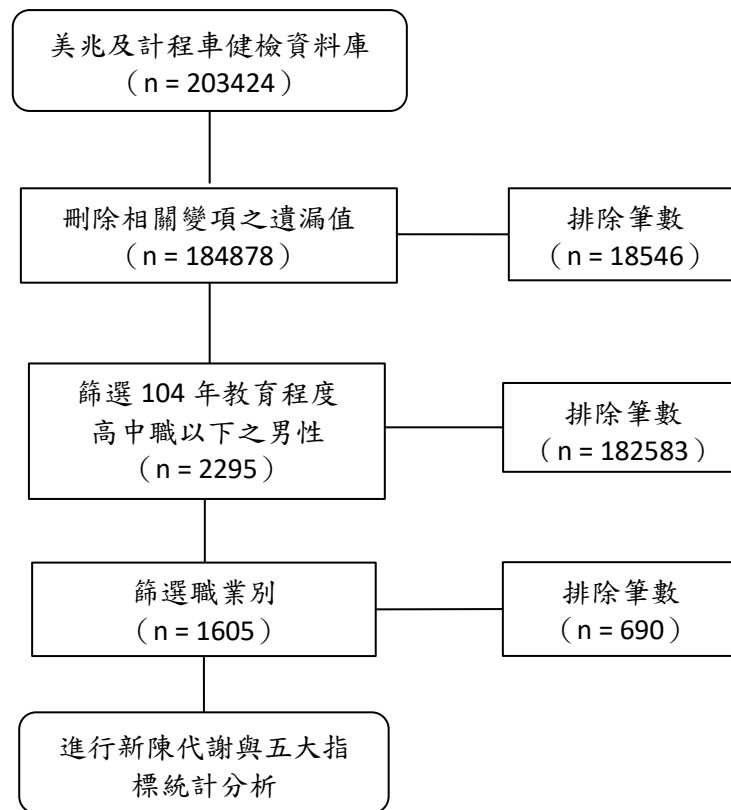 美兆及計程車健檢資料庫
（n = 203424）
刪除相關變項之遺漏值
（n = 184878）
排除筆數
（n = 18546）
篩選 104 年教育程度
高中職以下之男性
（n = 2295）
排除筆數
（n = 182583）
篩選職業別
（n = 1605）
排除筆數
（n = 690）
進行新陳代謝與五大指
標統計分析